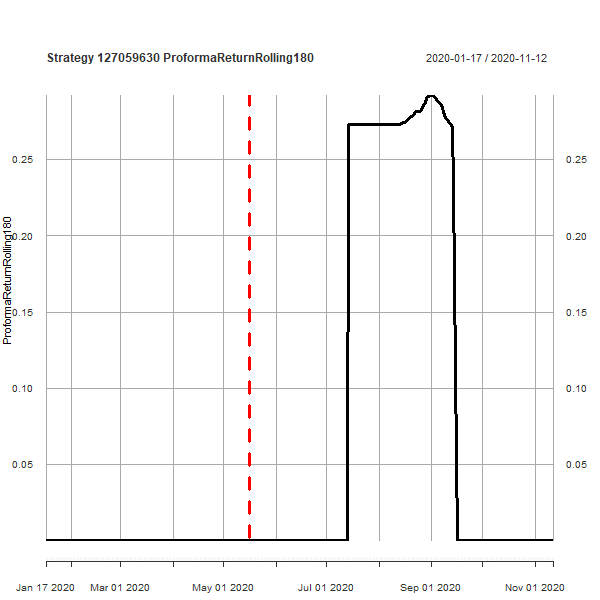 Strategy 127059630 ProformaReturnRolling180
2020-01-17 / 2020-11-12
ProformaReturnRolling180
0.25
0.20
0.15
0.10
0.05
0.25
0.20
0.15
0.10
0.05
Jan 17 2020
Mar 01 2020
May 01 2020
Jul 01 2020
Sep 01 2020
Nov 01 2020